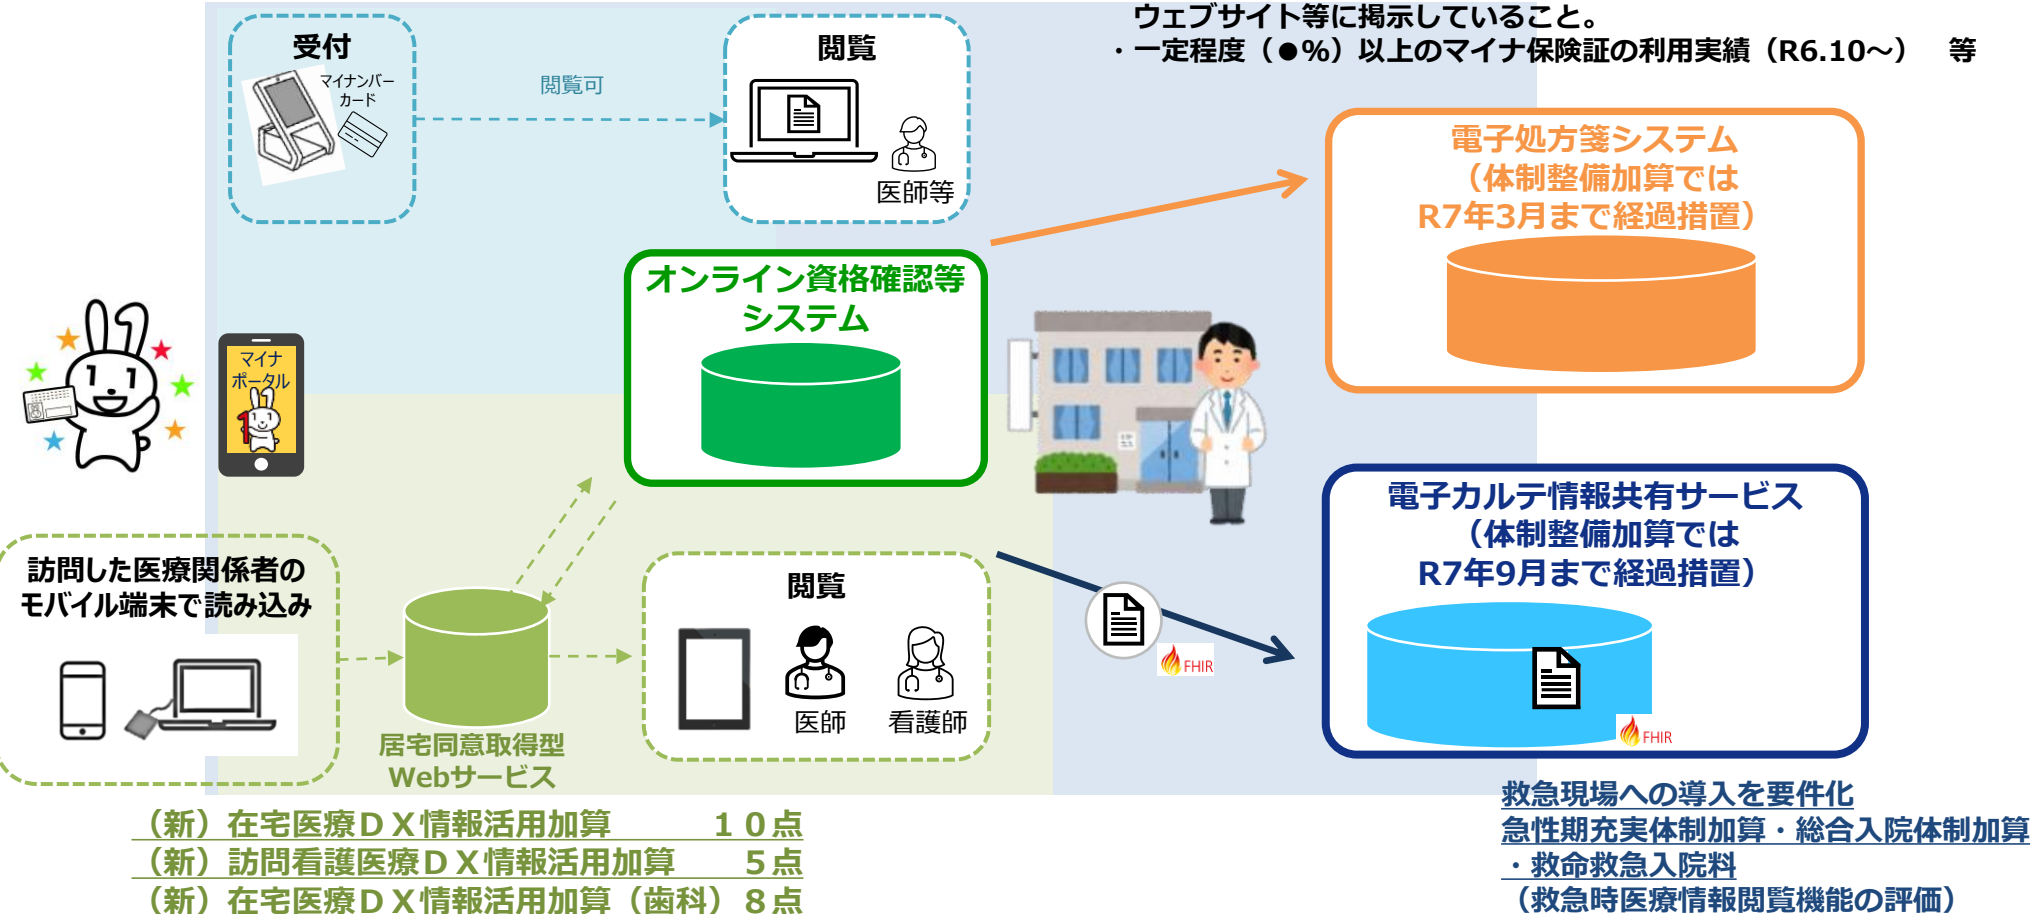 ウェブサイト等に掲示していること。
・一定程度（●%）以上のマイナ保険証の利用実績（R6.10～）　等
受付
マイナンバー
カード
閲覧可
閲覧
医師等
電子処方箋システム
（体制整備加算では
R7年3月まで経過措置）
オンライン資格確認等
システム
マイナ
ポータル
電子カルテ情報共有サービス
（体制整備加算では
R7年9月まで経過措置）
訪問した医療関係者の
モバイル端末で読み込み
閲覧
医師
看護師
FHIR
FHIR
居宅同意取得型
Webサービス
（新）在宅医療ＤＸ情報活用加算　　　１０点
（新）訪問看護医療ＤＸ情報活用加算　　５点
（新）在宅医療ＤＸ情報活用加算（歯科）８点
救急現場への導入を要件化
急性期充実体制加算・総合入院体制加算
・救命救急入院料
（救急時医療情報閲覧機能の評価）